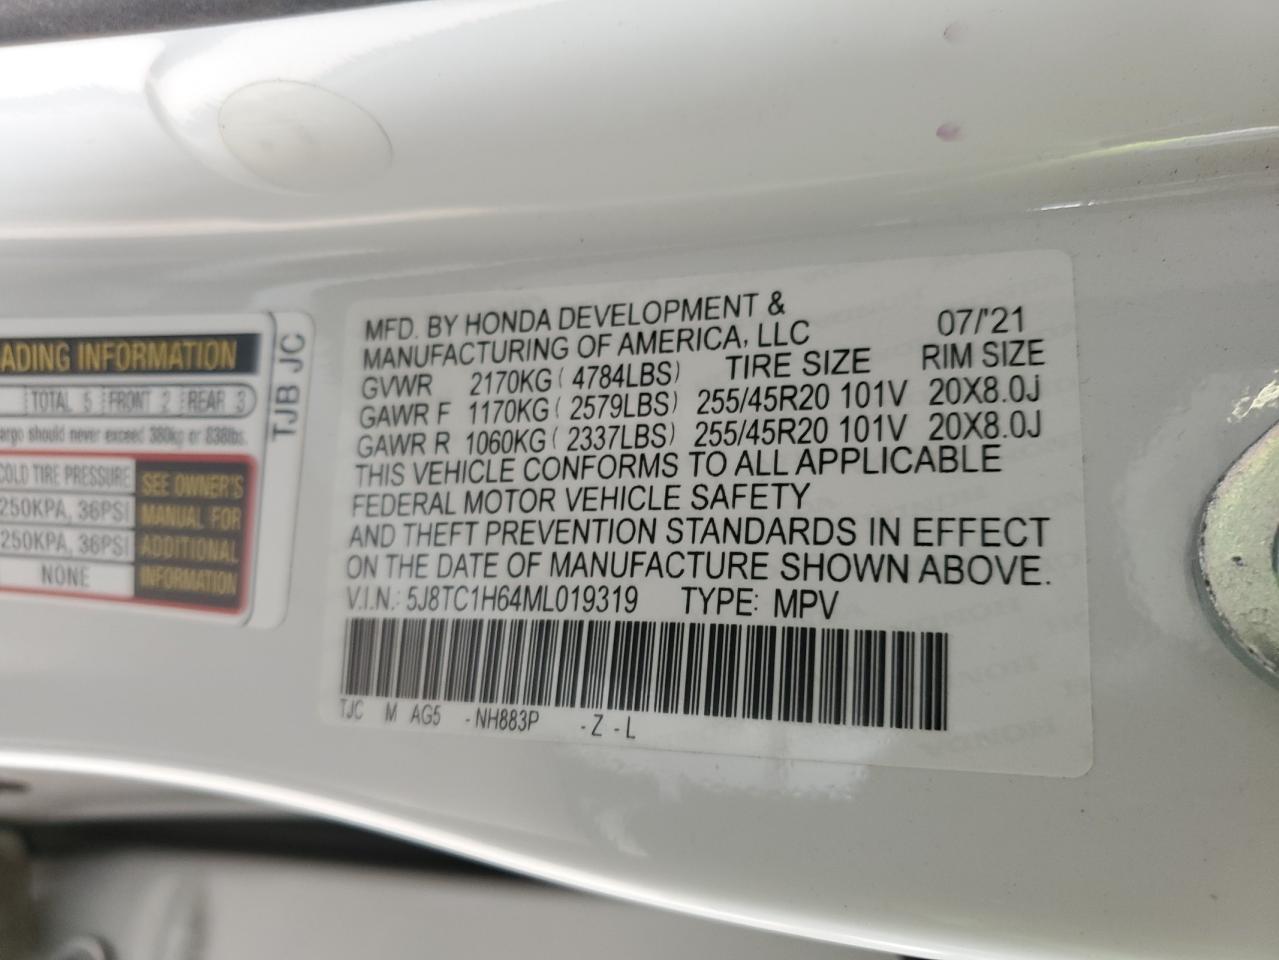 ADING INFORMATION
TOTAL 5 FRONT 2 REAR 3
argo should never exceed 380kg or 838lbs.
COLD TIRE PRESSURE
250KPA, 36PSI
250KPA, 36PSI
NONE
SEE OWNER'S
MANUAL FOR
ADDITIONAL
INFORMATION
TJB JC
MFD. BY HONDA DEVELOPMENT &
MANUFACTURING OF AMERICA, LLC 07/'21
GVWR 2170KG ( 4784LBS) TIRE SIZE RIM SIZE
GAWR F 1170KG ( 2579LBS) 255/45R20 101V 20X8.0J
GAWR R 1060KG ( 2337LBS) 255/45R20 101V 20X8.0J
THIS VEHICLE CONFORMS TO ALL APPLICABLE
FEDERAL MOTOR VEHICLE SAFETY
AND THEFT PREVENTION STANDARDS IN EFFECT
ON THE DATE OF MANUFACTURE SHOWN ABOVE.
V.I.N.: 5J8TC1H64ML019319 TYPE: MPV
TJC M AG5 -NH883P -Z -L